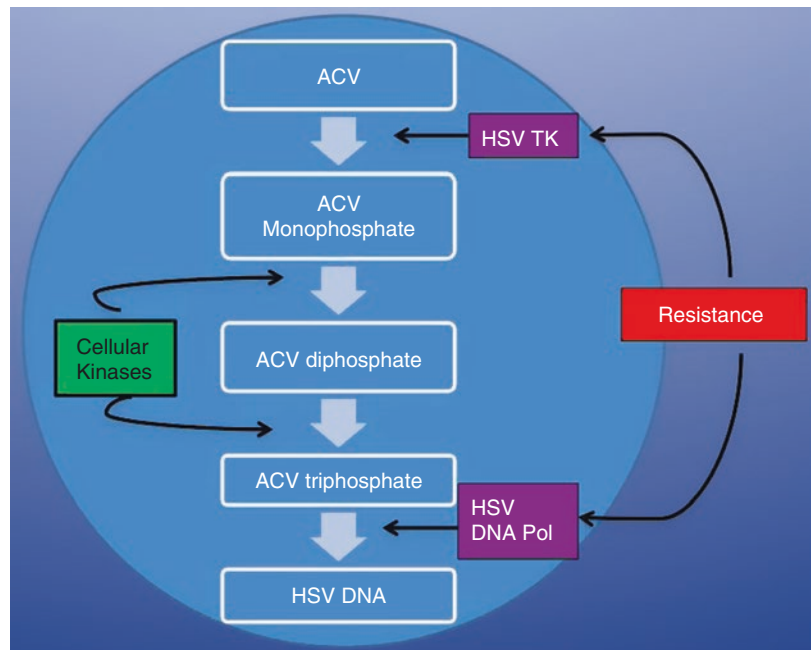 ACV
HSV TK
ACV
Monophosphate
Resistance
Cellular
Kinases
ACV diphosphate
ACV triphosphate
HSV
DNA Pol
HSV DNA